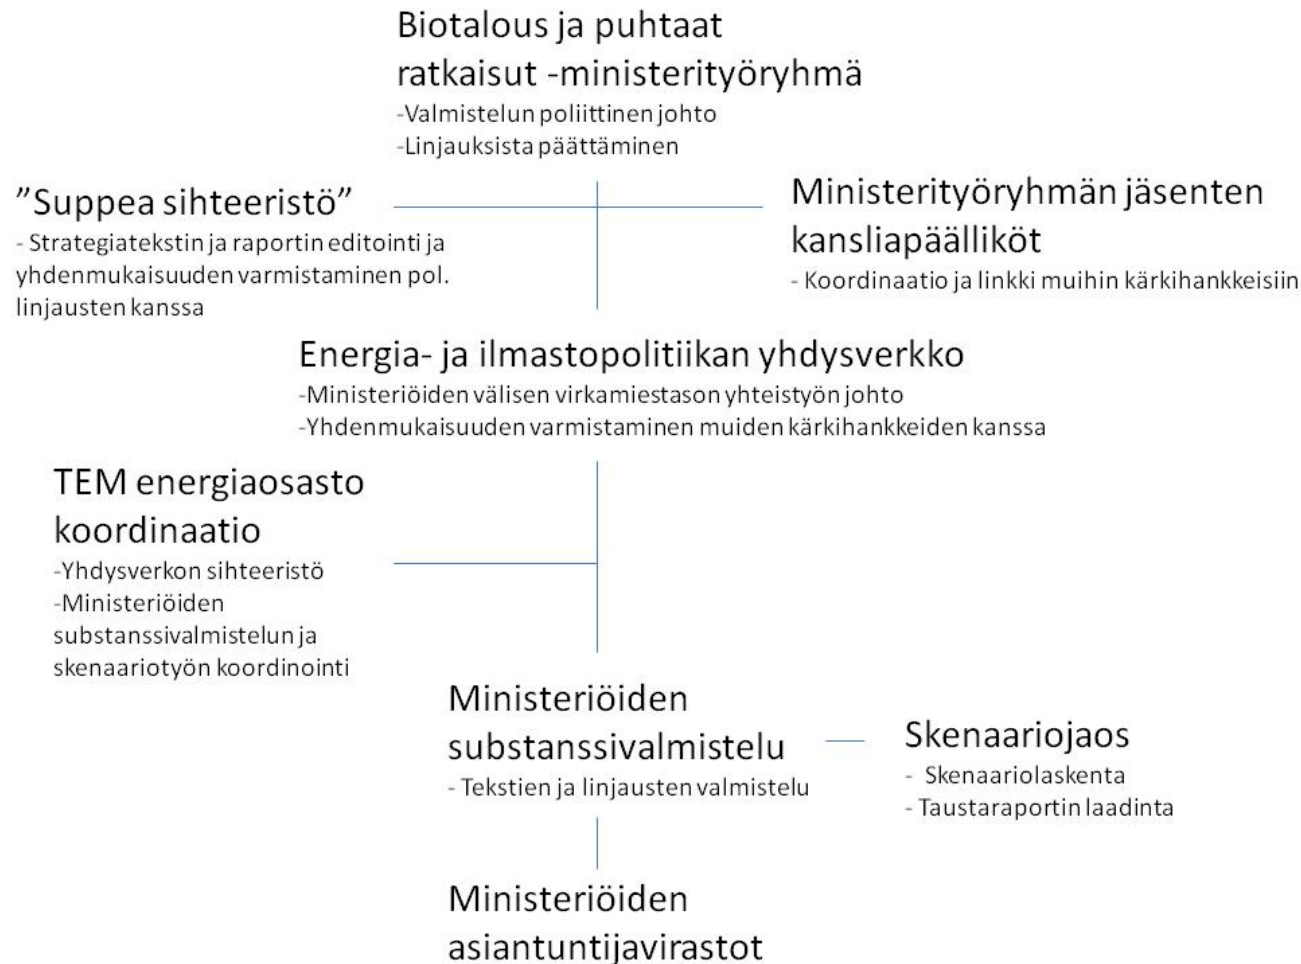 Biotalous ja puhtaat
ratkaisut -ministerityöryhmä
-Valmistelun poliittinen johto
-Linjauksista päättäminen
”Suppea sihteeristö”
- Strategiatekstin ja raportin editointi ja
yhdenmukaisuuden varmistaminen pol.
linjausten kanssa
Ministerityöryhmän jäsenten
kansliapäälliköt
- Koordinaatio ja linkki muihin kärkihankkeisiin
Energia- ja ilmastopolitiikan yhdysverkko
-Ministeriöiden välisen virkamiestason yhteistyön johto
-Yhdenmukaisuuden varmistaminen muiden kärkihankkeiden kanssa
TEM energiaosasto
koordinaatio
-Yhdysverkon sihteeristö
-Ministeriöiden
substanssivalmistelun ja
skenaariotyön koordinointi
Ministeriöiden
substanssivalmistelu
- Tekstien ja linjausten valmistelu
Skenaariojaos
- Skenaariolaskenta
- Taustaraportin laadinta
Ministeriöiden
asiantuntijavirastot